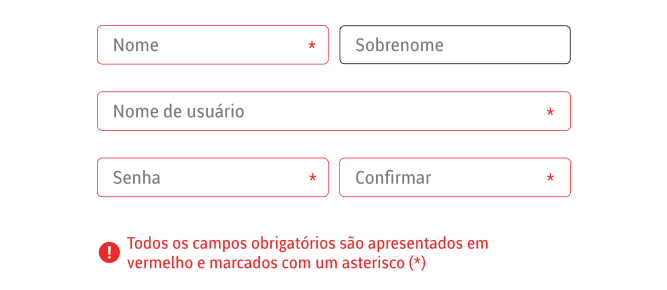 Nome * Sobrenome
Nome de usuário *
Senha * Confirmar *
! Todos os campos obrigatórios são apresentados em
vermelho e marcados com um asterisco (*)